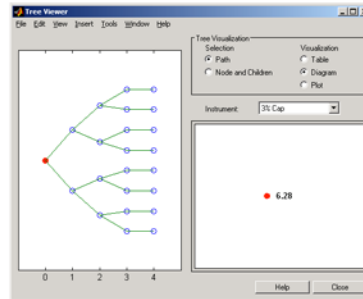 Tree Viewer
File Edit View Insert Tools Window Help
Tree Visualization
Selection
Path
Node and Children
Visualization
Table
Diagram
Plot
Instrument: 3% Cap
6.28
0 1 2 3 4
Help Close